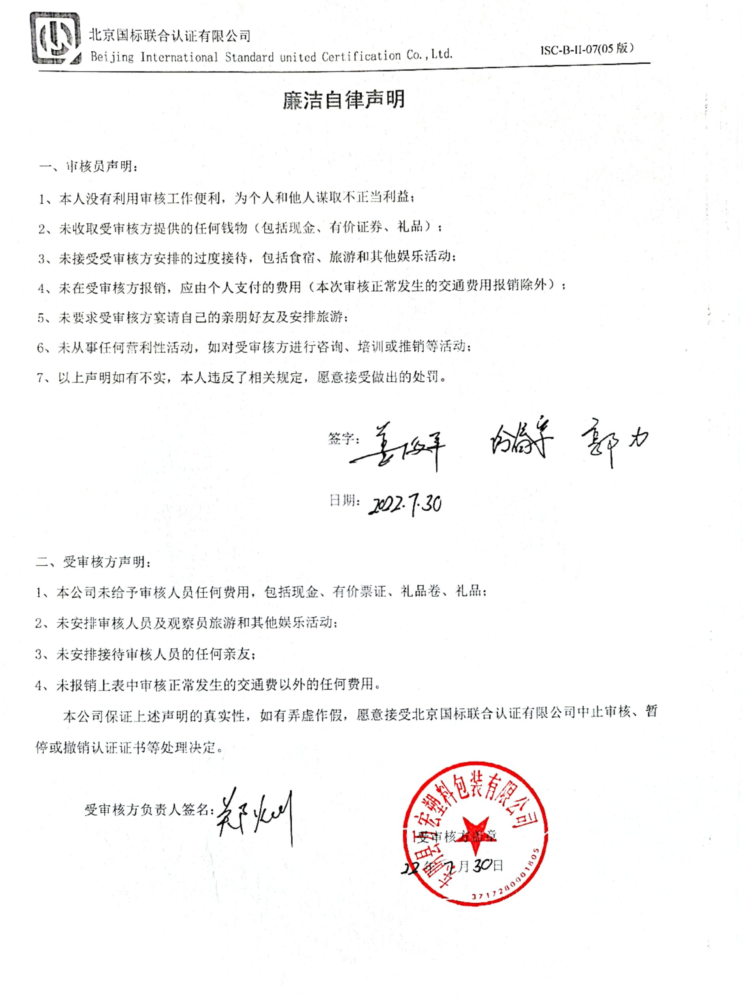 北京国标联合认证有限公司
Beijing International Standard united Certification Co.,Ltd.
ISC-B-II-07(05版)
廉洁自律声明
一、审核员声明：
1、本人没有利用审核工作便利，为个人和他人谋取不正当利益；
2、未收取受审核方提供的任何钱物（包括现金、有价证券、礼品）；
3、未接受受审核方安排的过度接待，包括食宿、旅游和其他娱乐活动；
4、未在受审核方报销，应由个人支付的费用（本次审核正常发生的交通费用报销除外）；
5、未要求受审核方宴请自己的亲朋好友及安排旅游；
6、未从事任何营利性活动，如对受审核方进行咨询、培训或推销等活动；
7、以上声明如有不实，本人违反了相关规定，愿意接受做出的处罚。
签字： 郭力
日期：2022.7.30
二、受审核方声明：
1、本公司未给予审核人员任何费用，包括现金、有价票证、礼品卷、礼品；
2、未安排审核人员及观察员旅游和其他娱乐活动；
3、未安排接待审核人员的任何亲友；
4、未报销上表中审核正常发生的交通费以外的任何费用。
本公司保证上述声明的真实性，如有弄虚作假，愿意接受北京国标联合认证有限公司中止审核、暂
停或撤销认证证书等处理决定。
受审核方负责人签名：
宏塑料包装有限公司
受审核方盖章
22年7月30日
3717280001805